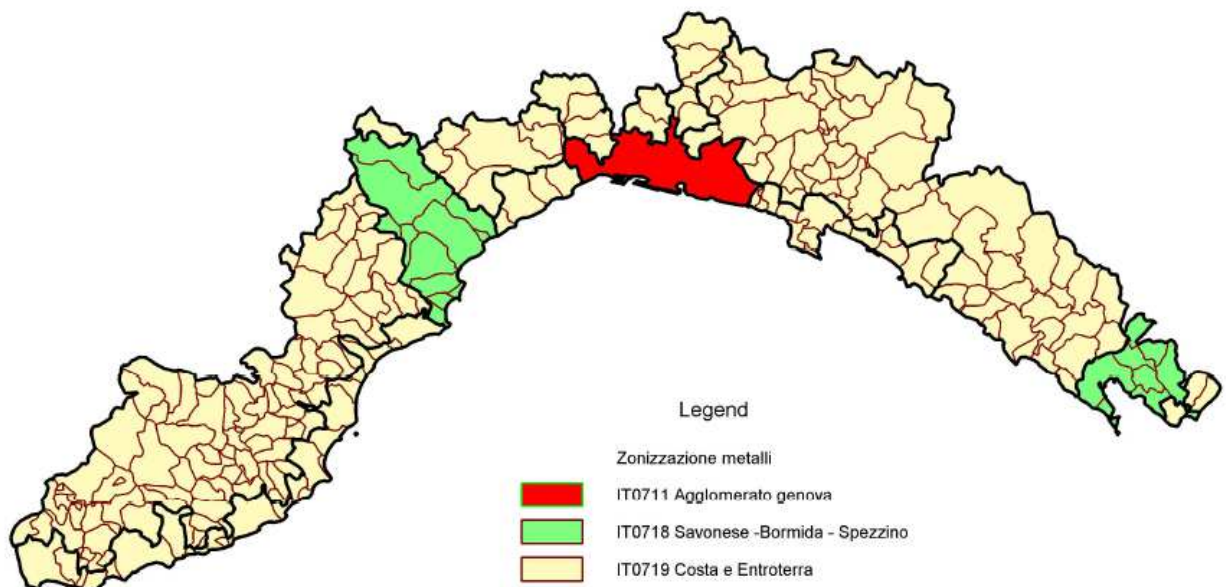 Legend
Zonizzazione metalli
IT0711 Agglomerato genova
IT0718 Savonese -Bormida - Spezzino
IT0719 Costa e Entroterra